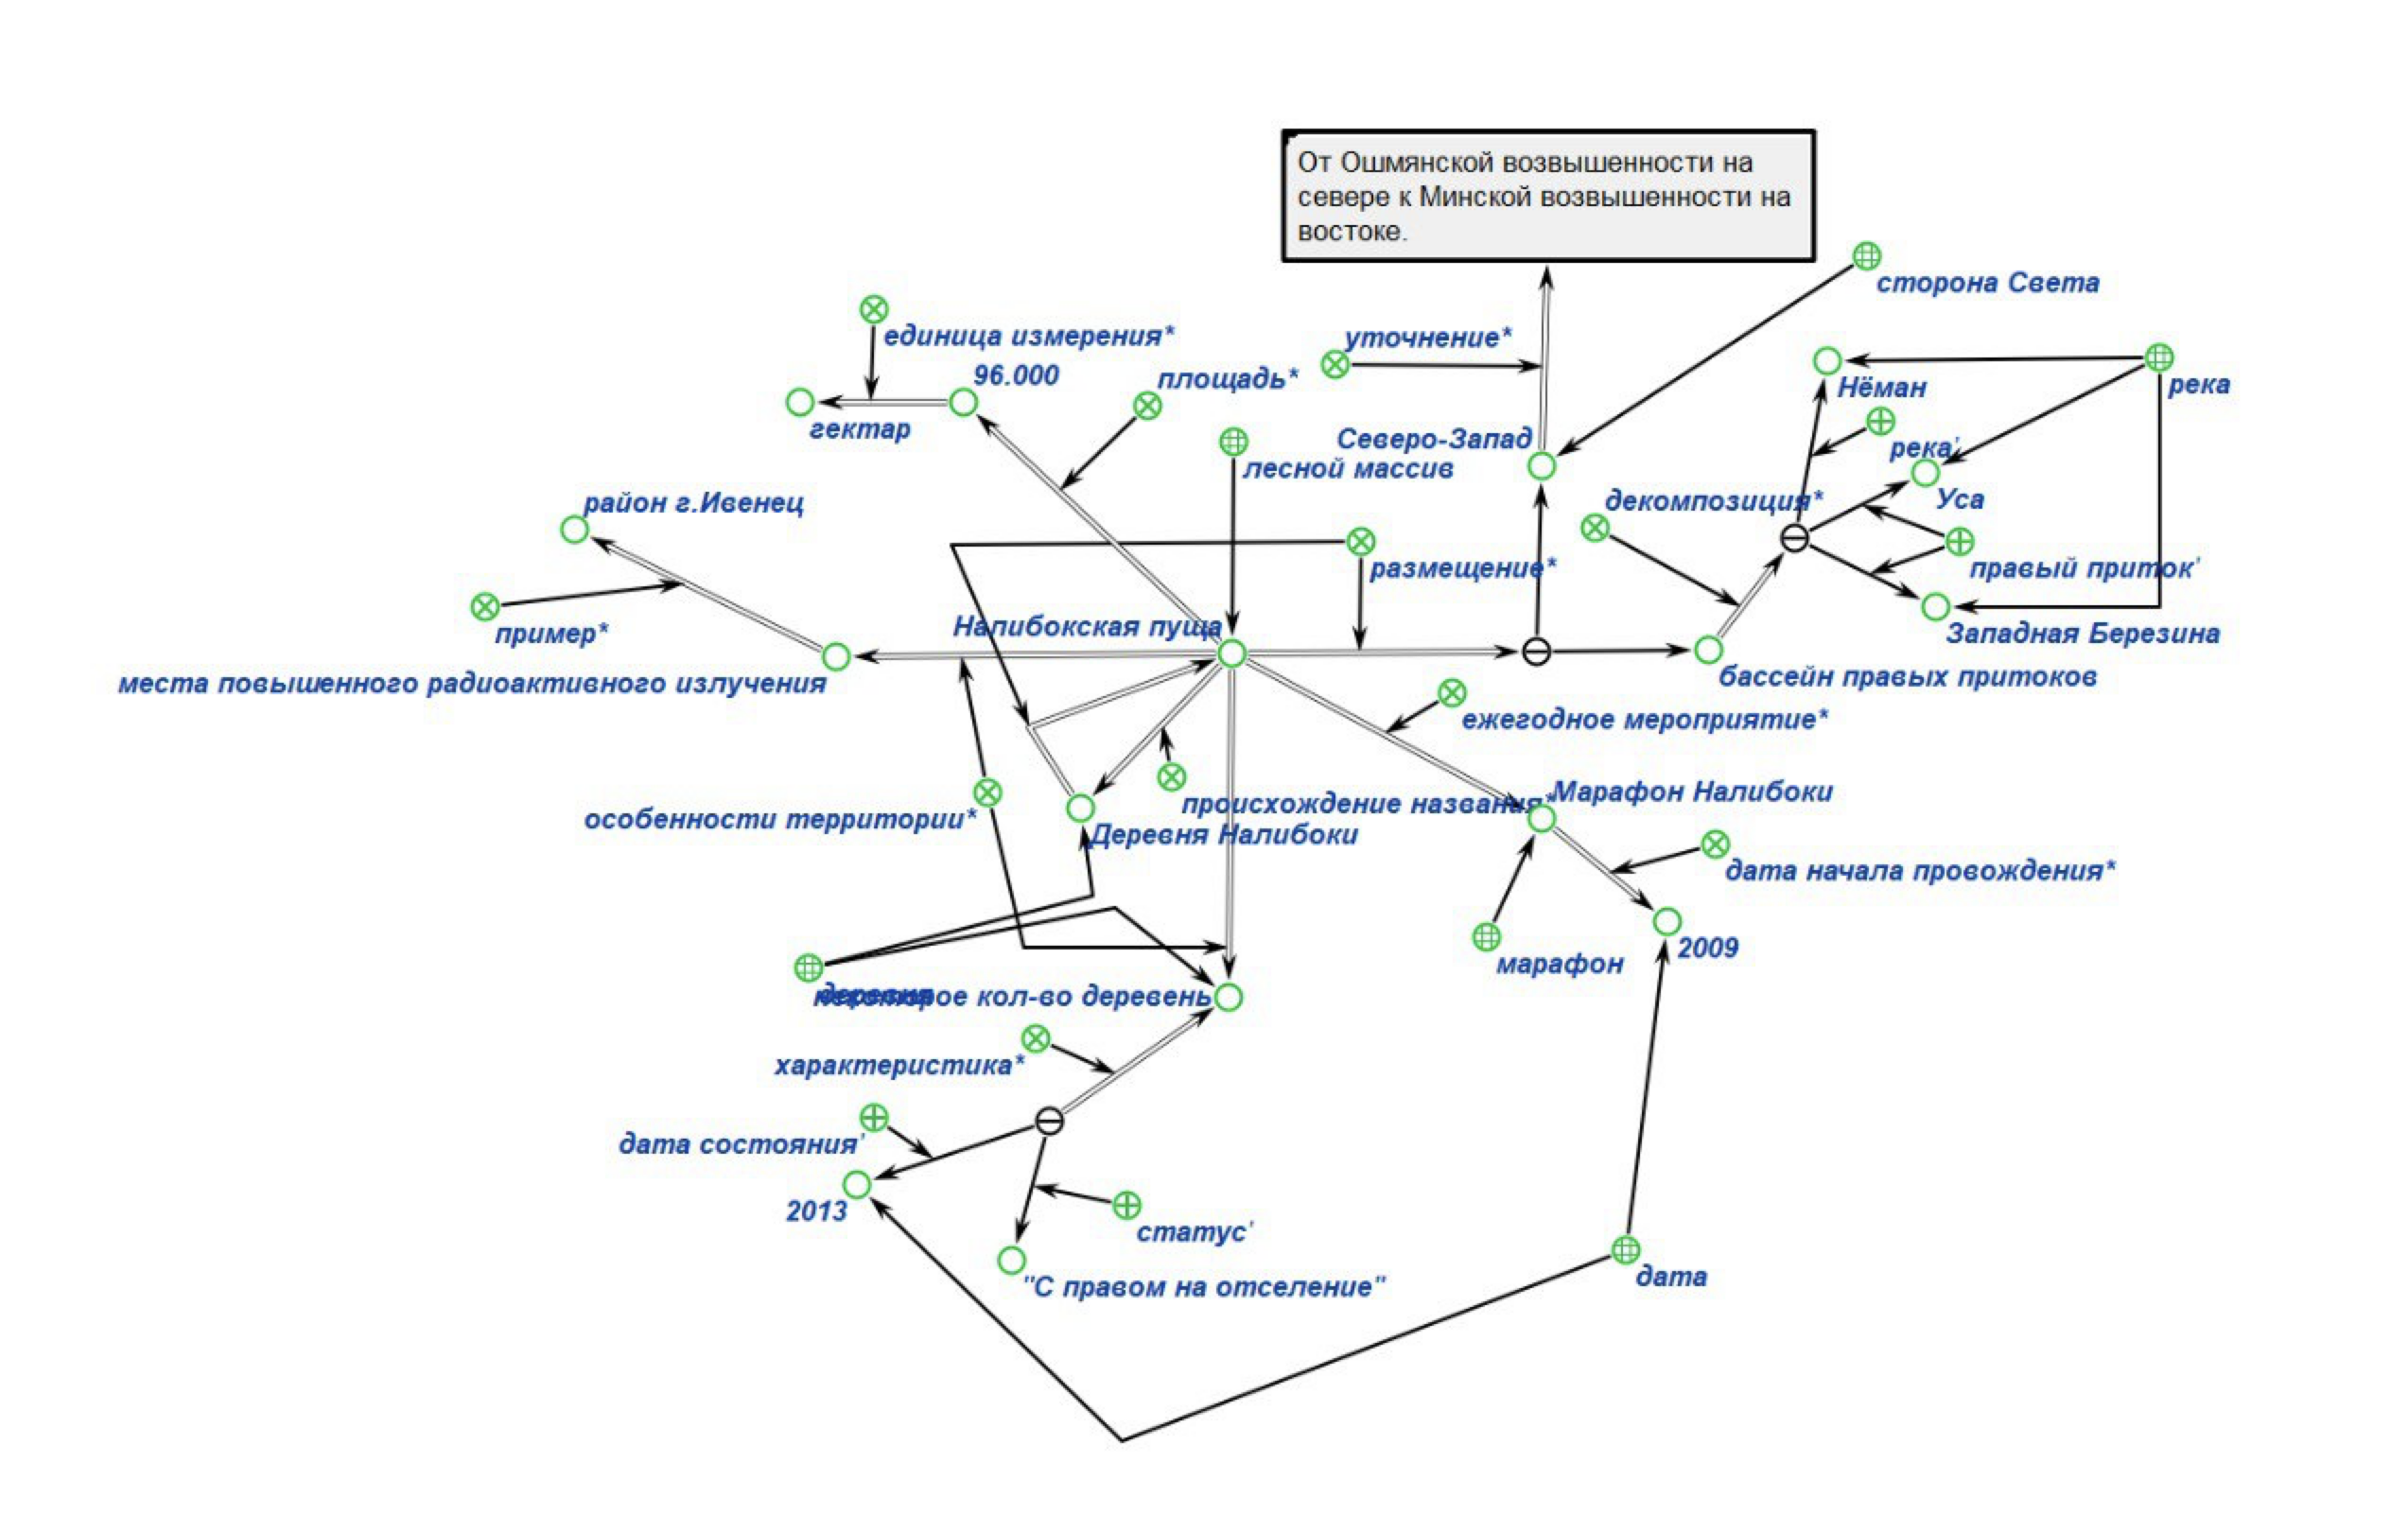 От Ошмянской возвышенности на
севере к Минской возвышенности на
востоке.
сторона Света
единица измерения*
уточнение*
96.000
площадь*
Нёман
река
гектар
Северо-Запад
река'
лесной массив
район г.Ивенец
декомпозиция*
Уса
размещение*
правый приток'
пример*
Налибокская пуща
Западная Березина
места повышенного радиоактивного излучения
бассейн правых притоков
ежегодное мероприятие*
Марафон Налибоки
происхождение названия*
особенности территории*
Деревня Налибоки
дата начала провождения*
2009
марафон
деревня
некоторое кол-во деревень
характеристика*
дата состояния'
2013
статус'
"С правом на отселение"
дата